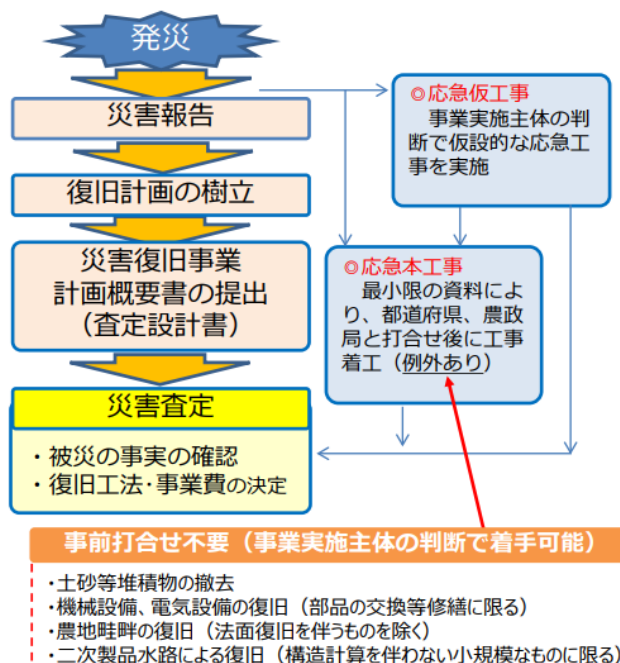 発災
災害報告
復旧計画の樹立
災害復旧事業
計画概要書の提出
（査定設計書）
災害査定
・被災の事実の確認
・復旧工法・事業費の決定
◎応急仮工事
事業実施主体の判
断で仮設的な応急工
事を実施
◎応急本工事
最小限の資料によ
り、都道府県、農政
局と打合せ後に工事
着工（例外あり）
事前打合せ不要（事業実施主体の判断で着手可能）
・土砂等堆積物の撤去
・機械設備、電気設備の復旧（部品の交換等修繕に限る）
・農地畦畔の復旧（法面復旧を伴うものを除く）
・二次製品水路による復旧（構造計算を伴わない小規模なものに限る）